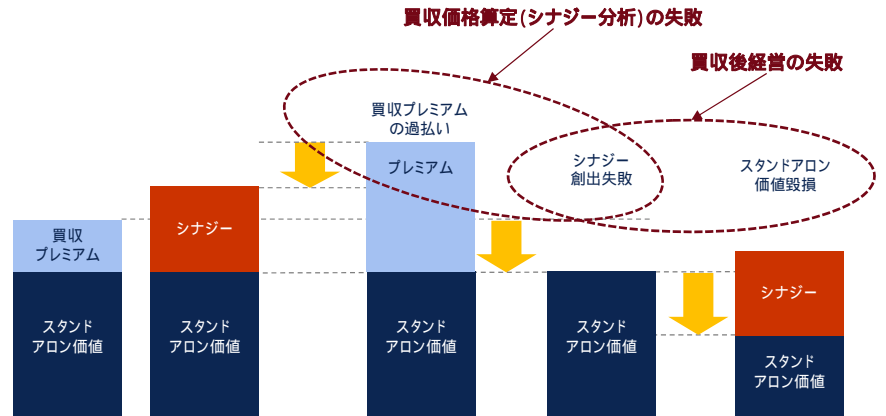 買収価格算定(シナジー分析)の失敗
買収後経営の失敗
買収プレミアム
の過払い
プレミアム
シナジー
創出失敗
スタンドアロン
価値毀損
買収
プレミアム
シナジー
シナジー
スタンド
アロン価値
スタンド
アロン価値
スタンド
アロン価値
スタンド
アロン価値
スタンド
アロン価値